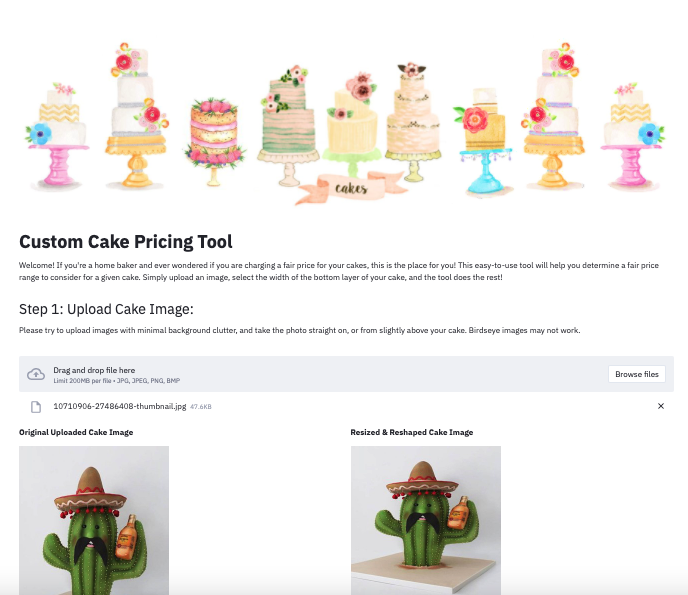 cakes
Custom Cake Pricing Tool
Welcome! If you're a home baker and ever wondered if you are charging a fair price for your cakes, this is the place for you! This easy-to-use tool will help you determine a fair price
range to consider for a given cake. Simply upload an image, select the width of the bottom layer of your cake, and the tool does the rest!
Step 1: Upload Cake Image:
Please try to upload images with minimal background clutter, and take the photo straight on, or from slightly above your cake. Birdseye images may not work.
Drag and drop file here
Limit 200MB per file • JPG, JPEG, PNG, BMP
Browse files
10710906-27486408-thumbnail.jpg 47.6KB
Original Uploaded Cake Image
Resized & Reshaped Cake Image